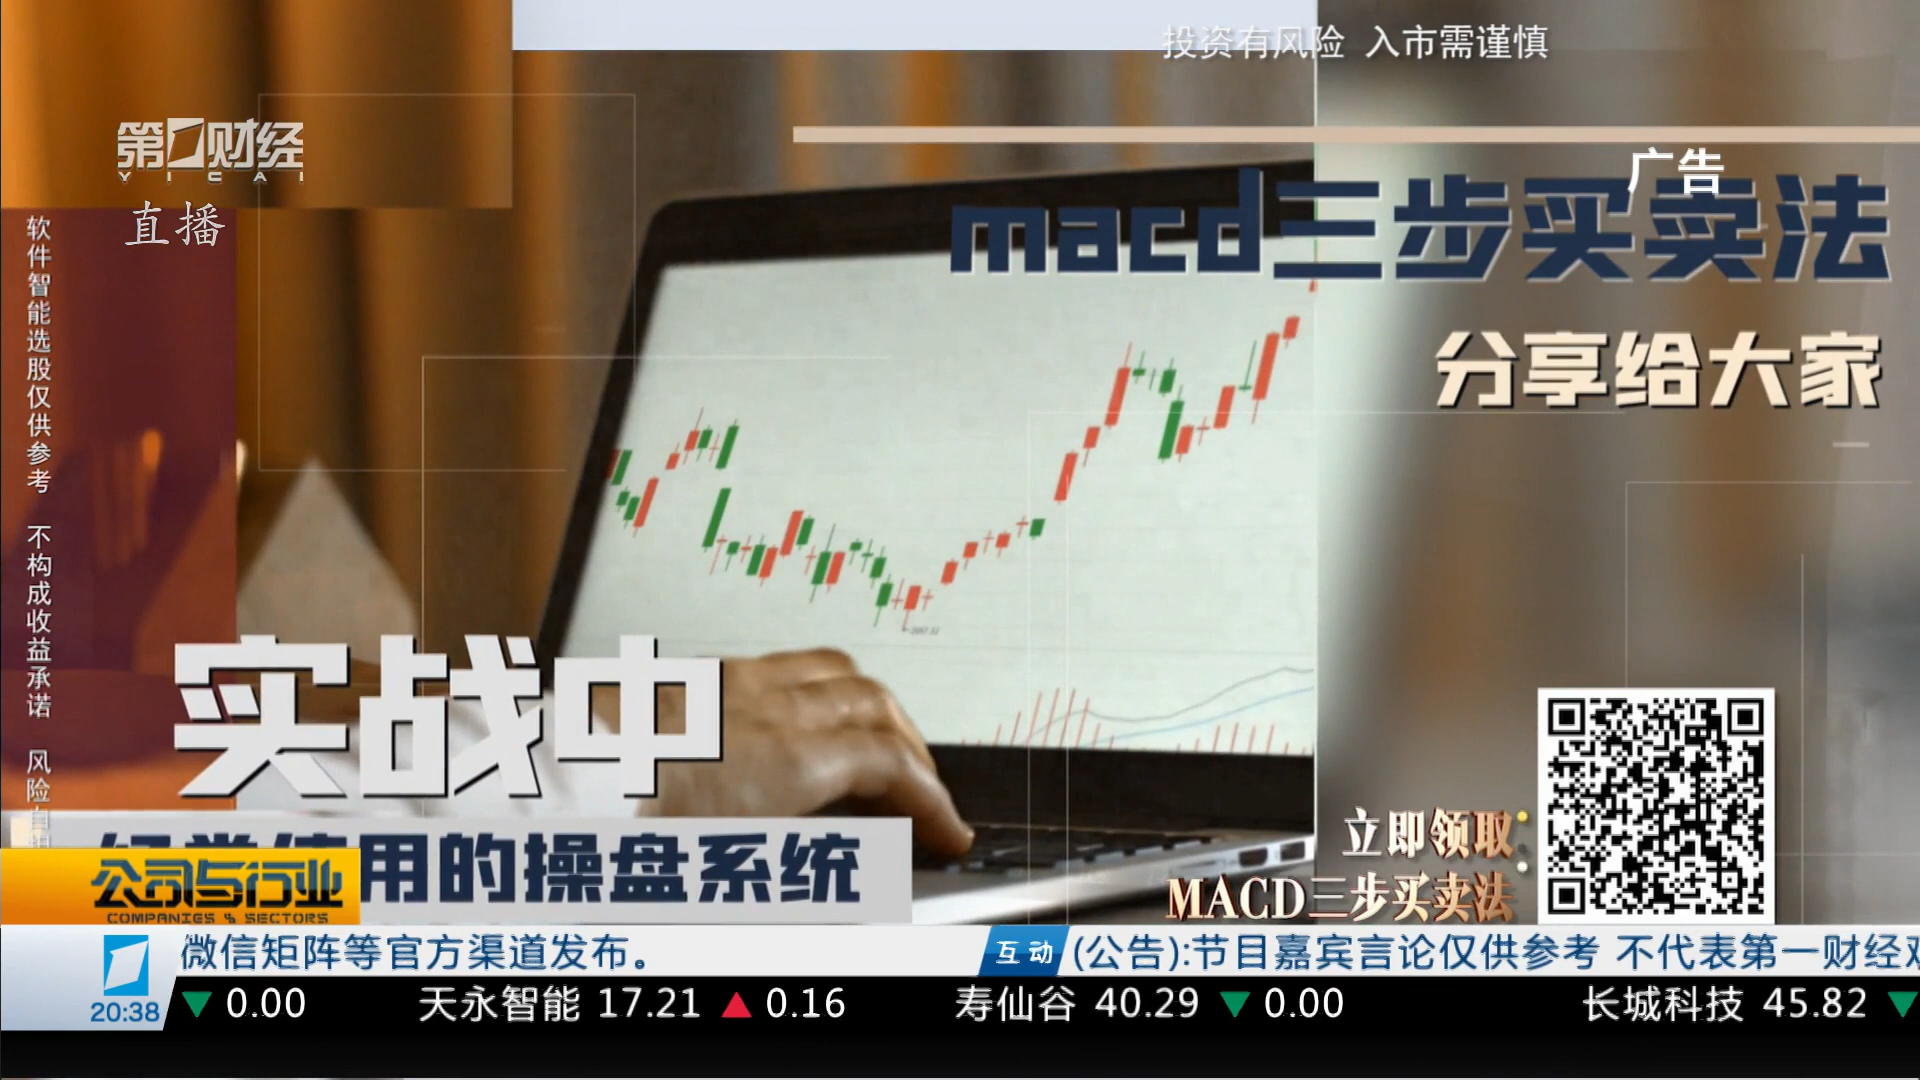 投资有风险 入市需谨慎
第一财经
YICAI
直播
广告
macd三步买卖法
分享给大家
软件智能选股仅供参考 不构成收益承诺 风险自担
实战中
经常使用的操盘系统
立即领取
MACD三步买卖法
公司与行业
COMPANIES & SECTORS
微信矩阵等官方渠道发布。
互动 (公告):节目嘉宾言论仅供参考 不代表第一财经观
20:38
▼ 0.00 天永智能 17.21 ▲ 0.16 寿仙谷 40.29 ▼ 0.00 长城科技 45.82 ▼